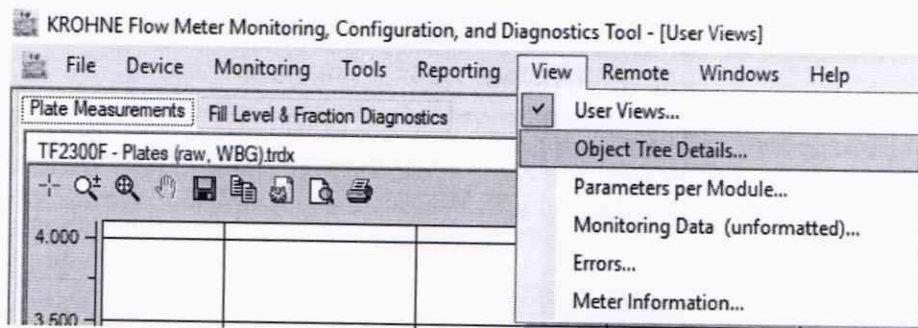 KROHNE Flow Meter Monitoring, Configuration, and Diagnostics Tool - [User Views]
File Device Monitoring Tools Reporting View Remote Windows Help
Plate Measurements Fill Level & Fraction Diagnostics
User Views...
TF2300F - Plates (raw, WBG).trdx
Object Tree Details...
Parameters per Module...
4.000
Monitoring Data (unformatted)...
Errors...
Meter Information...
3.500